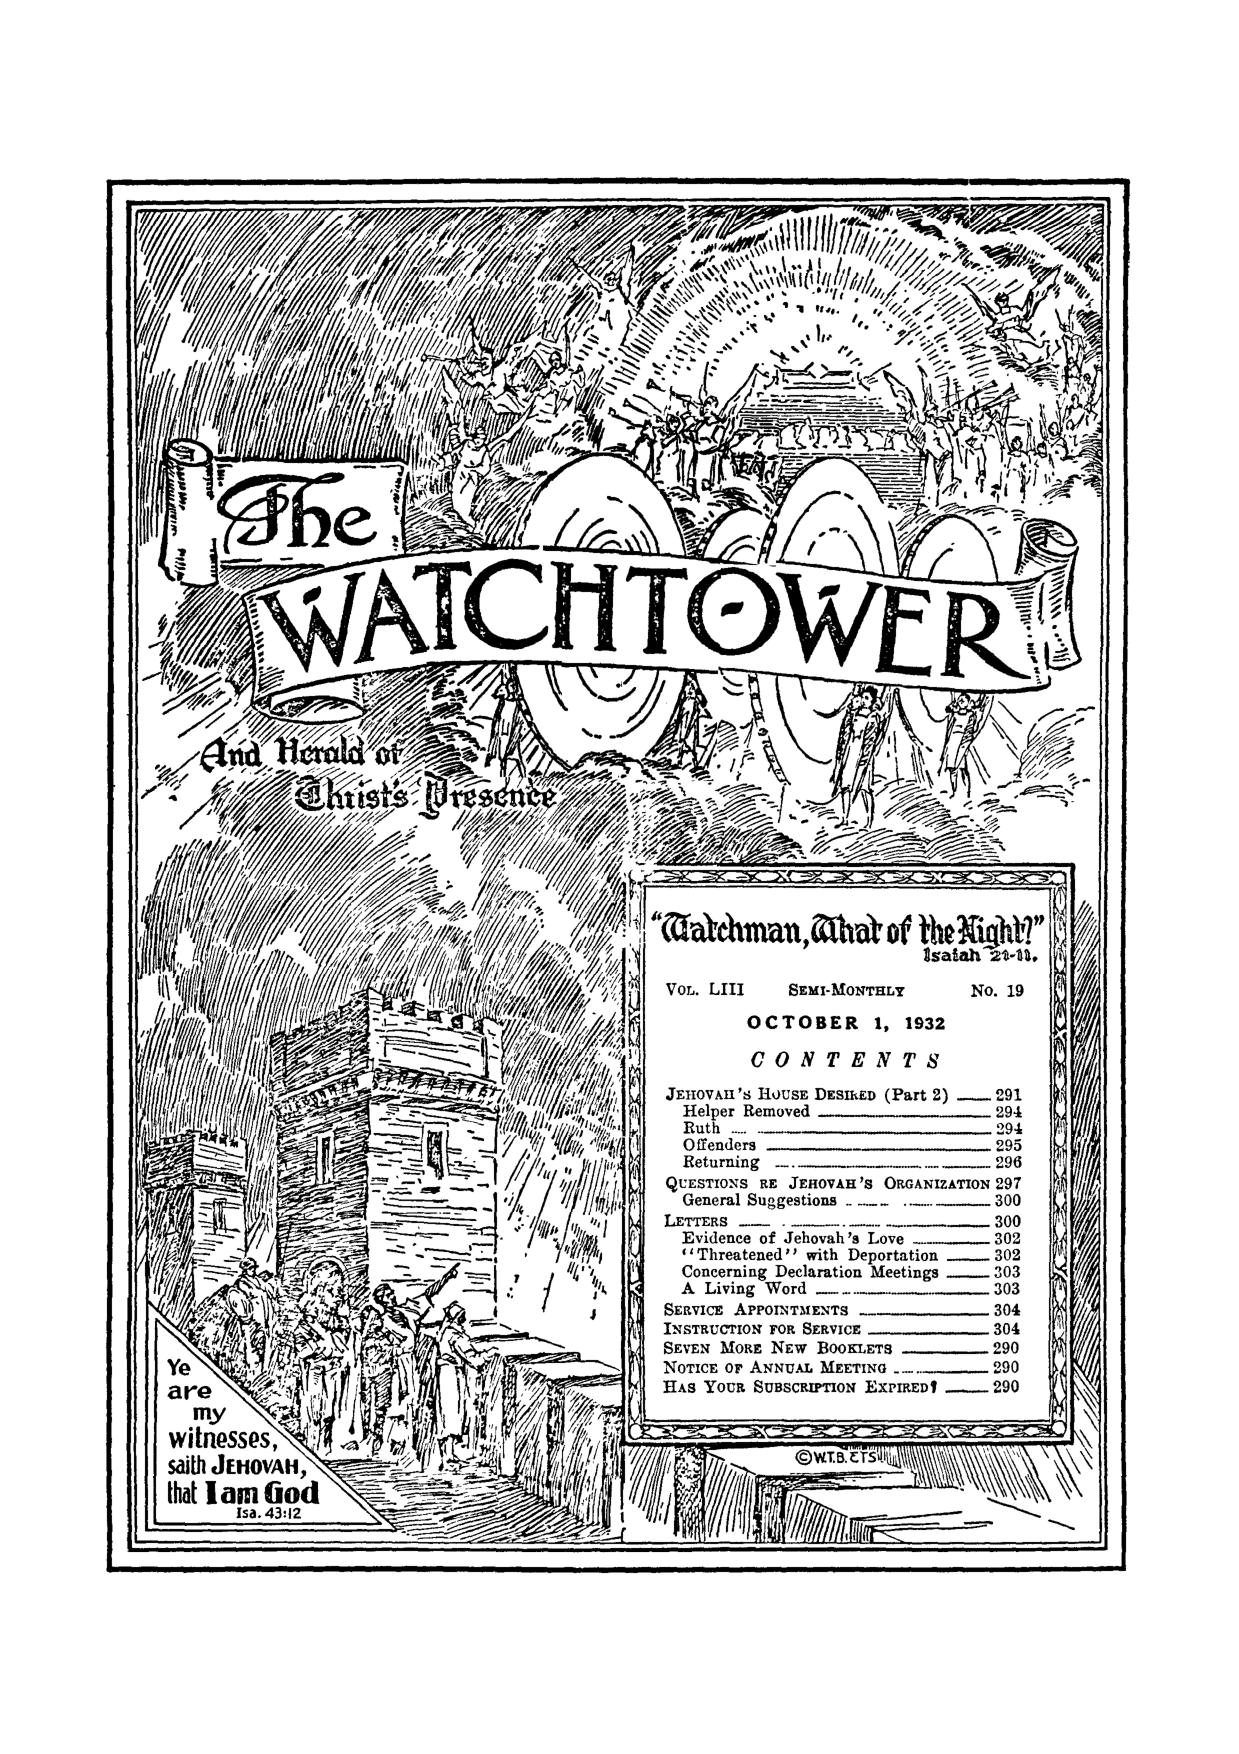 The
WATCHTOWER
And Herald of
Christ's Presence
"Watchman, What of the Night?"
Isaiah 21-11.
VOL. LIII SEMI-MONTHLY No. 19
OCTOBER 1, 1932
CONTENTS
JEHOVAH'S HOUSE DESIRED (Part 2) 291
Helper Removed 294
Ruth 294
Offenders 295
Returning 296
QUESTIONS RE JEHOVAH'S ORGANIZATION 297
General Suggestions 300
LETTERS 300
Evidence of Jehovah's Love 302
"Threatened" with Deportation 302
Concerning Declaration Meetings 303
A Living Word 303
SERVICE APPOINTMENTS 304
INSTRUCTION FOR SERVICE 304
SEVEN MORE NEW BOOKLETS 290
NOTICE OF ANNUAL MEETING 290
HAS YOUR SUBSCRIPTION EXPIRED? 290
©W.T.B. & T.S.
Ye
are
my
witnesses,
saith JEHOVAH,
that I am God
Isa. 43:12